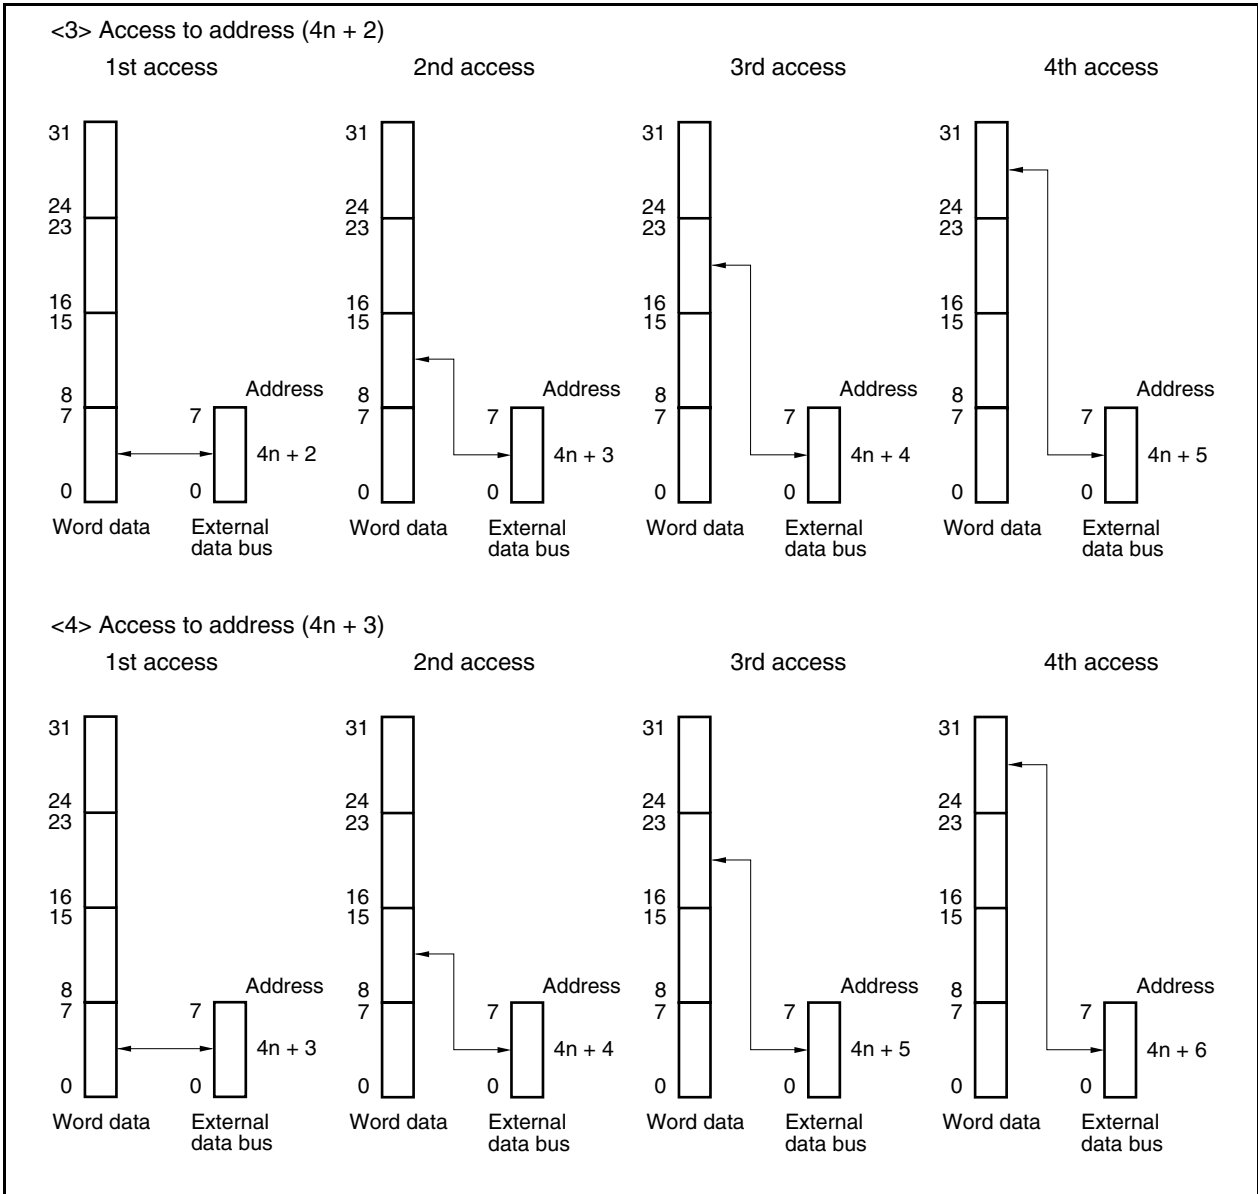 <3> Access to address (4n + 2)
1st access 2nd access 3rd access 4th access
31 31 31 31
24 24 24 24
23 23 23 23
16 16 16 16
15 15 15 15
Address Address Address Address
8 8 8 8
7 7 7 7 7 7 7 7
4n + 2 4n + 3 4n + 4 4n + 5
0 0 0 0 0 0 0 0
Word data External Word data External Word data External Word data External
data bus data bus data bus data bus
<4> Access to address (4n + 3)
1st access 2nd access 3rd access 4th access
31 31 31 31
24 24 24 24
23 23 23 23
16 16 16 16
15 15 15 15
Address Address Address Address
8 8 8 8
7 7 7 7 7 7 7 7
4n + 3 4n + 4 4n + 5 4n + 6
0 0 0 0 0 0 0 0
Word data External Word data External Word data External Word data External
data bus data bus data bus data bus